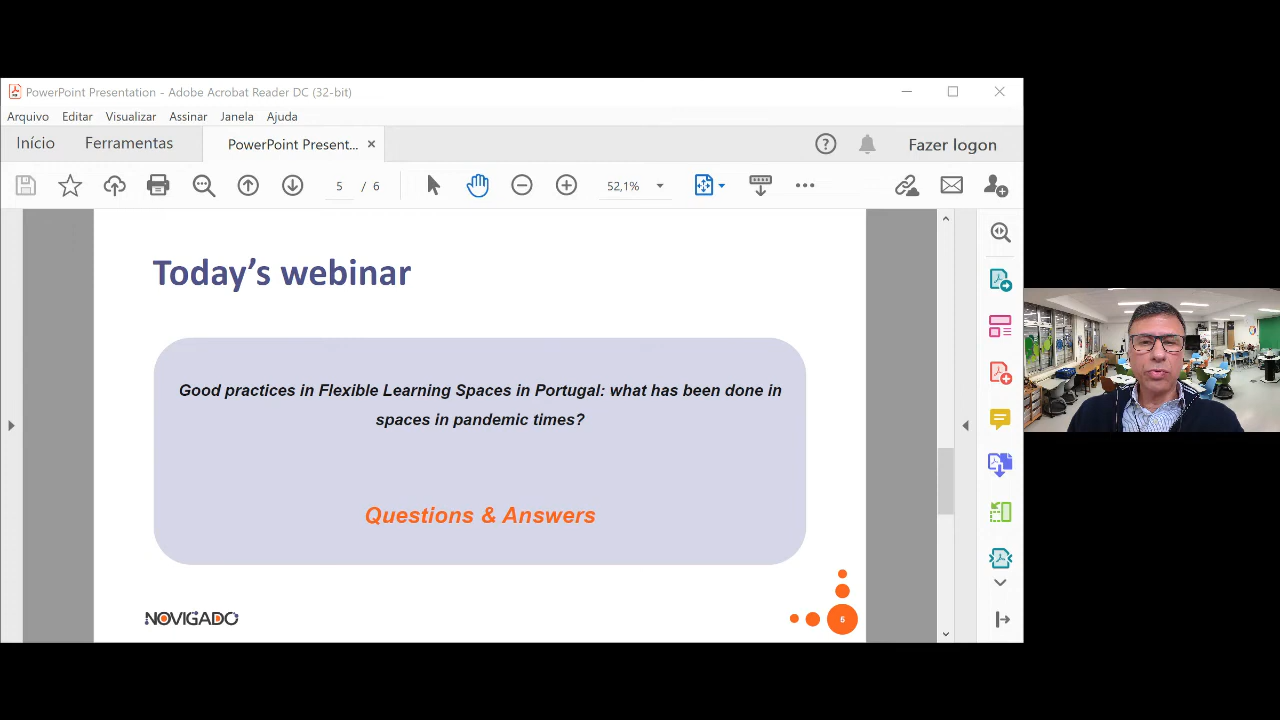 PowerPoint Presentation - Adobe Acrobat Reader DC (32-bit)
Arquivo Editar Visualizar Assinar Janela Ajuda
Início Ferramentas PowerPoint Present... Fazer logon
5 / 6 52,1%
Today's webinar
Good practices in Flexible Learning Spaces in Portugal: what has been done in
spaces in pandemic times?
Questions & Answers
NOVIGADO
5